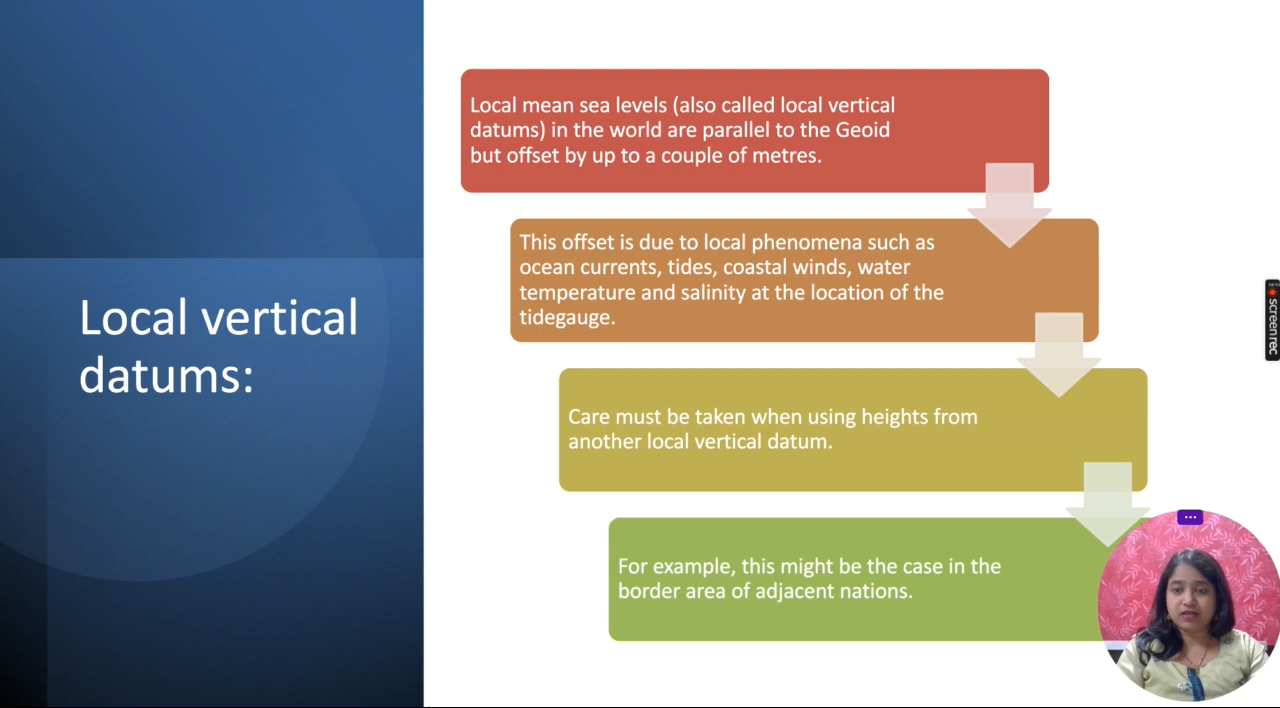 Local vertical
datums:
Local mean sea levels (also called local vertical
datums) in the world are parallel to the Geoid
but offset by up to a couple of metres.
This offset is due to local phenomena such as
ocean currents, tides, coastal winds, water
temperature and salinity at the location of the
tidegauge.
Care must be taken when using heights from
another local vertical datum.
For example, this might be the case in the
border area of adjacent nations.
screenrec